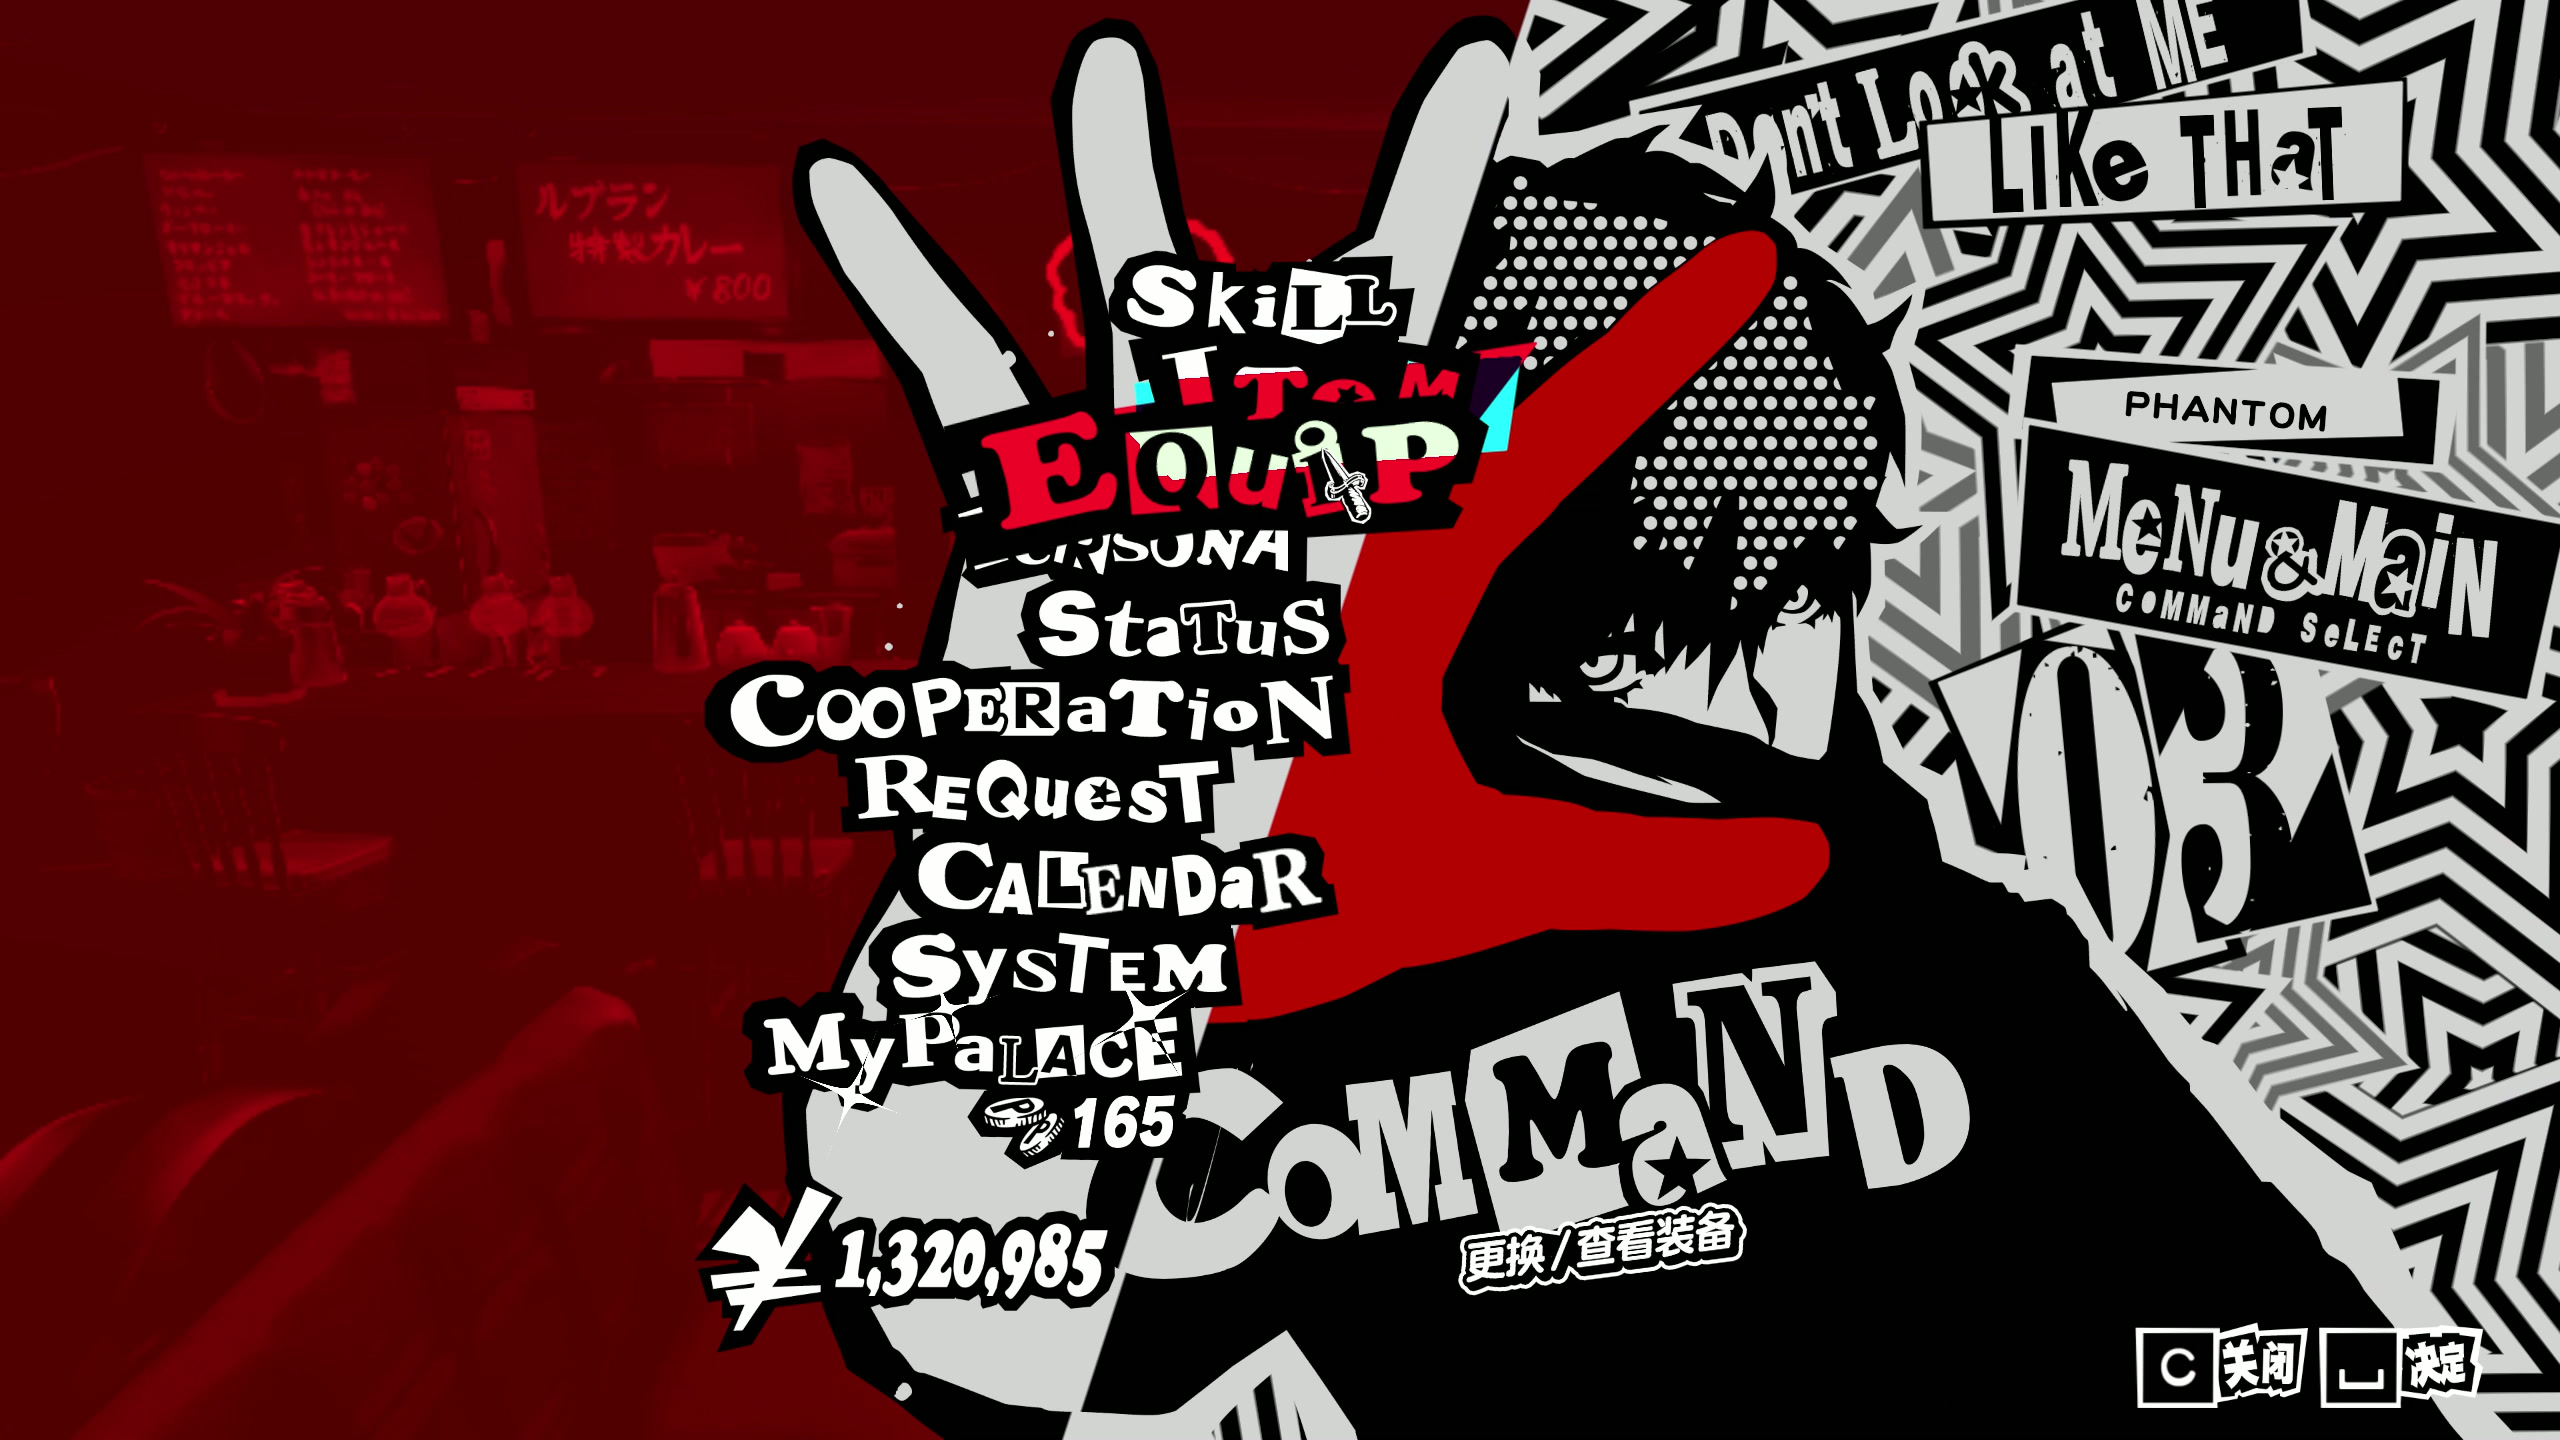 Don't Look at ME
LIKe THaT
ルブラン
特製カレー
¥800
SkiLL
ITeM
EQuiP
PeRSONA
StaTuS
COOPERaTioN
REQueST
CALENDaR
SySTEM
MyPaLACE
165
¥1,320,985
PHANTOM
MeNu&MaiN
COMMaND SeLECT
03
CoMMaND
更换/查看装备
C 关闭
决定